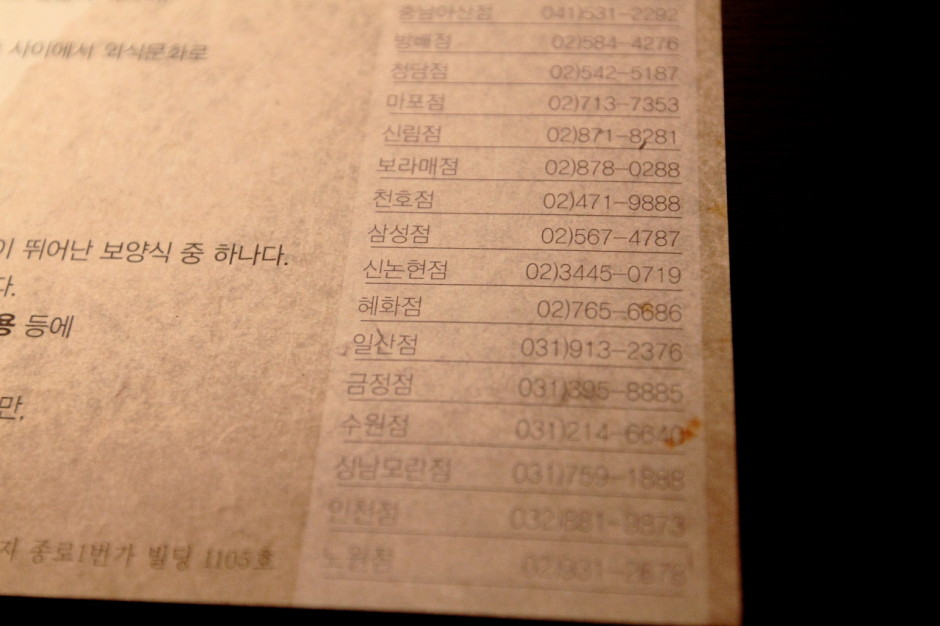 사이에서 외식문화로
이 뛰어난 보양식 중 하나다.
다.
용 등에
만,
지 종로1번가 빌딩 1105호
충남아산점 041)531-2292
방배점 02)584-4276
청담점 02)542-5187
마포점 02)713-7353
신림점 02)871-8281
보라매점 02)878-0288
천호점 02)471-9888
삼성점 02)567-4787
신논현점 02)3445-0719
혜화점 02)765-6686
일산점 031)913-2376
금정점 031)395-8885
수원점 031)214-6640
성남모란점 031)759-1888
인천점 032)881-9873
노원점